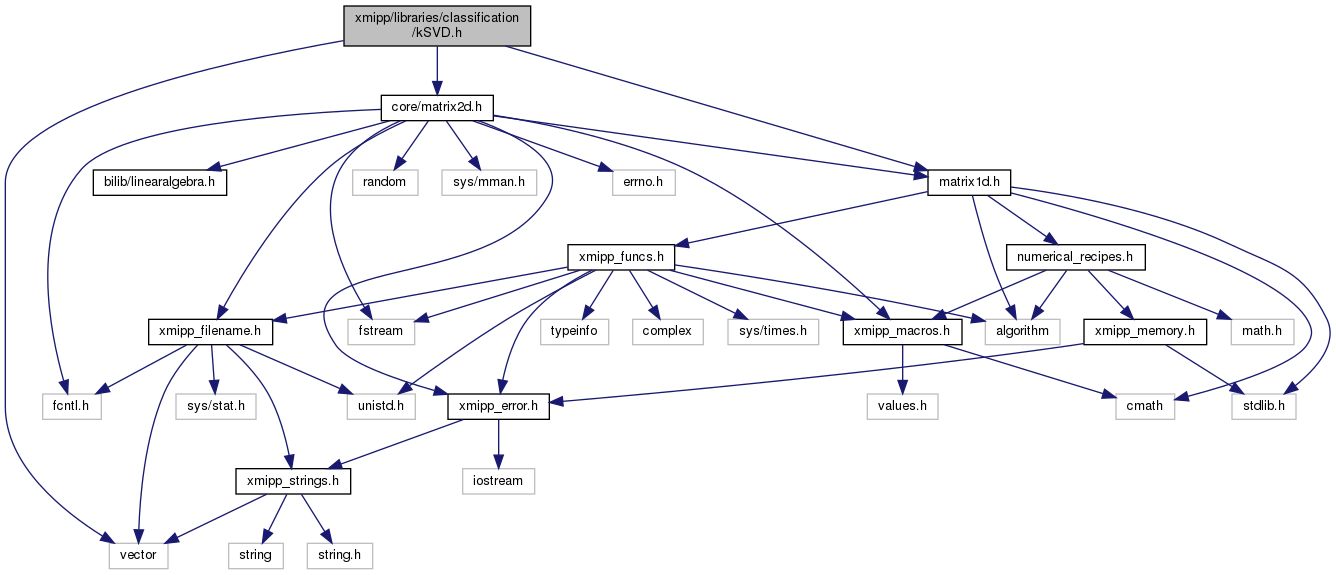 xmipp/libraries/classification
/kSVD.h
core/matrix2d.h
bilib/linearalgebra.h
random
sys/mman.h
errno.h
matrix1d.h
xmipp_funcs.h
numerical_recipes.h
xmipp_filename.h
fstream
typeinfo
complex
sys/times.h
xmipp_macros.h
algorithm
xmipp_memory.h
math.h
fcntl.h
sys/stat.h
unistd.h
xmipp_error.h
values.h
cmath
stdlib.h
xmipp_strings.h
iostream
vector
string
string.h